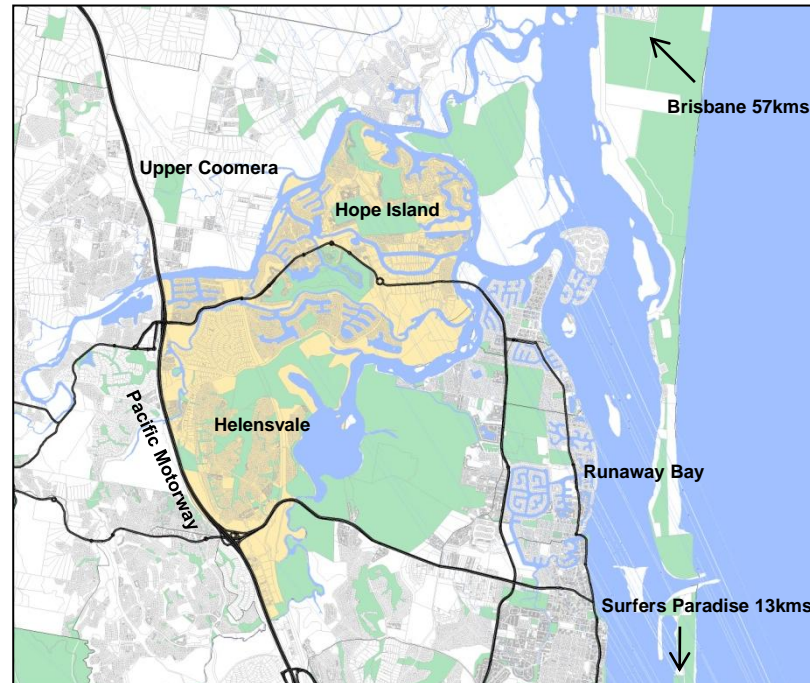 Brisbane 57kms
Upper Coomera
Hope Island
Pacific Motorway
Helensvale
Runaway Bay
Surfers Paradise 13kms